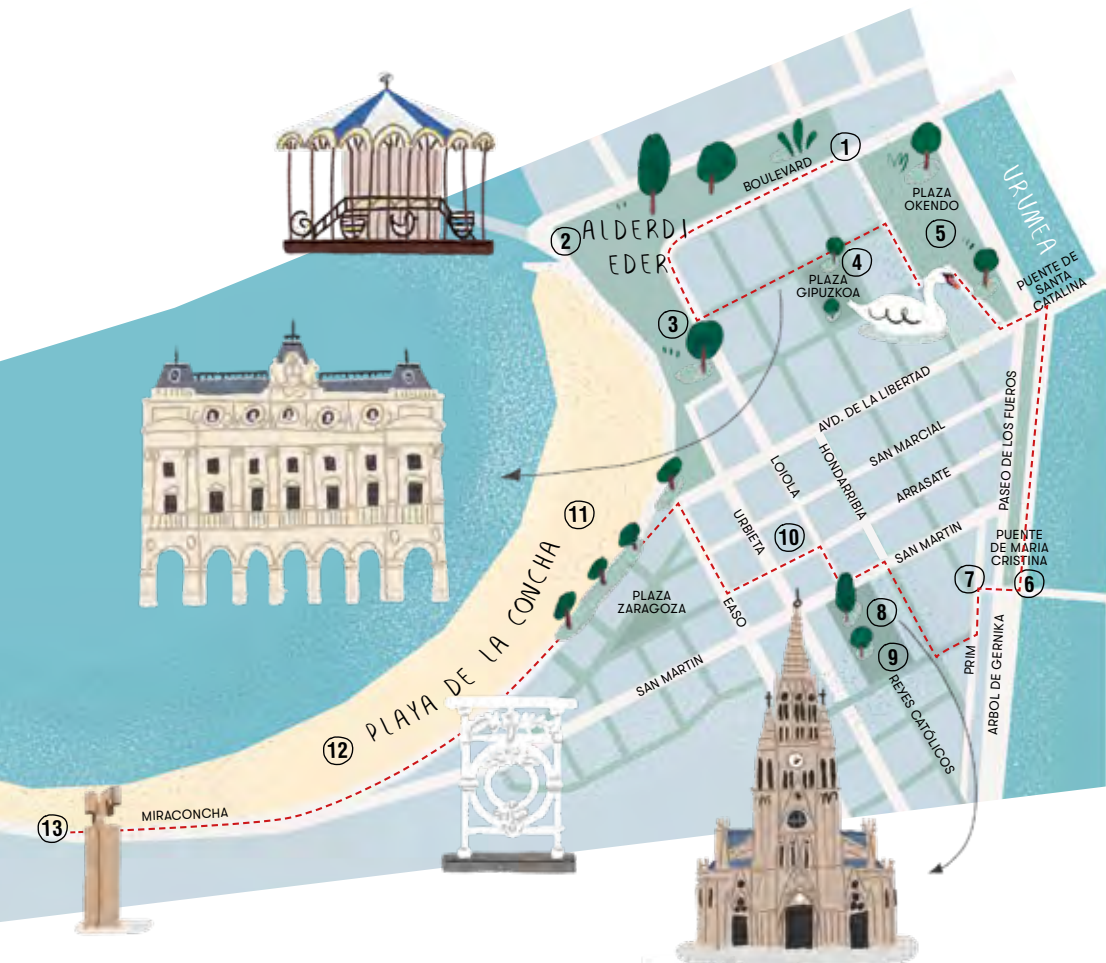 1
BOULEVARD
2
ALDERDI
EDER
3
4
PLAZA
GIPUZKOA
PLAZA
OKENDO
5
URUMEA
PUENTE DE
SANTA
CATALINA
AVD. DE LA LIBERTAD
SAN MARCIAL
ARRASATE
SAN MARTIN
LOIOLA
HONDARRIBIA
URBIETA
EASO
PASEO DE LOS FUEROS
PUENTE
DE MARIA
CRISTINA
6
7
PRIM
ARBOL DE GERNIKA
8
9
REYES CATÓLICOS
10
PLAZA
ZARAGOZA
SAN MARTIN
11
PLAYA DE LA CONCHA
12
MIRACONCHA
13